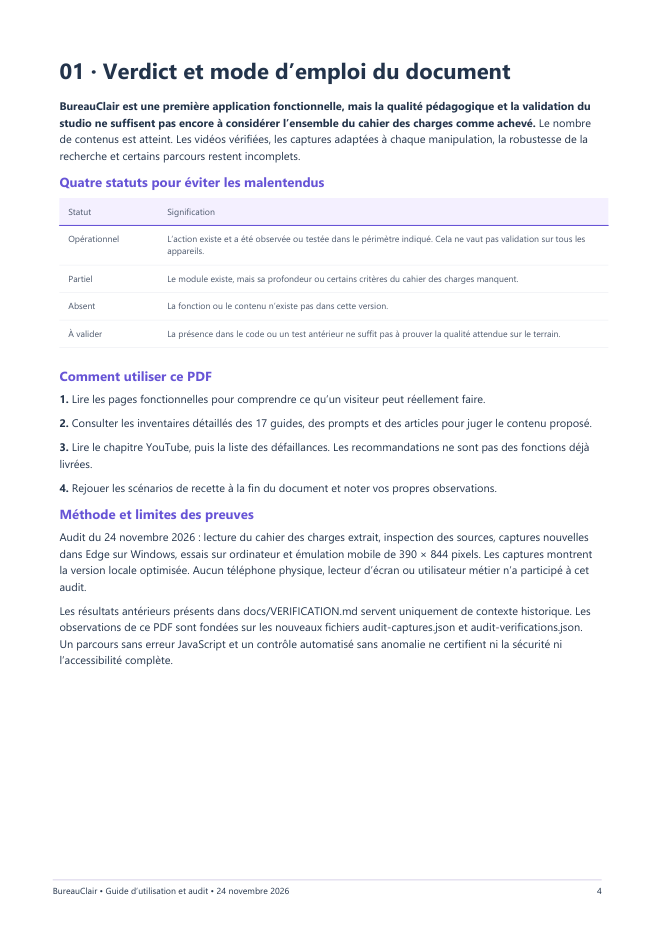 01 · Verdict et mode d’emploi du document
BureauClair est une première application fonctionnelle, mais la qualité pédagogique et la validation du
studio ne suffisent pas encore à considérer l’ensemble du cahier des charges comme achevé. Le nombre
de contenus est atteint. Les vidéos vérifiées, les captures adaptées à chaque manipulation, la robustesse de la
recherche et certains parcours restent incomplets.
Quatre statuts pour éviter les malentendus
Statut Signification
Opérationnel L’action existe et a été observée ou testée dans le périmètre indiqué. Cela ne vaut pas validation sur tous les
appareils.
Partiel Le module existe, mais sa profondeur ou certains critères du cahier des charges manquent.
Absent La fonction ou le contenu n’existe pas dans cette version.
À valider La présence dans le code ou un test antérieur ne suffit pas à prouver la qualité attendue sur le terrain.
Comment utiliser ce PDF
1. Lire les pages fonctionnelles pour comprendre ce qu’un visiteur peut réellement faire.
2. Consulter les inventaires détaillés des 17 guides, des prompts et des articles pour juger le contenu proposé.
3. Lire le chapitre YouTube, puis la liste des défaillances. Les recommandations ne sont pas des fonctions déjà
livrées.
4. Rejouer les scénarios de recette à la fin du document et noter vos propres observations.
Méthode et limites des preuves
Audit du 24 novembre 2026 : lecture du cahier des charges extrait, inspection des sources, captures nouvelles
dans Edge sur Windows, essais sur ordinateur et émulation mobile de 390 × 844 pixels. Les captures montrent
la version locale optimisée. Aucun téléphone physique, lecteur d’écran ou utilisateur métier n’a participé à cet
audit.
Les résultats antérieurs présents dans docs/VERIFICATION.md servent uniquement de contexte historique. Les
observations de ce PDF sont fondées sur les nouveaux fichiers audit-captures.json et audit-verifications.json.
Un parcours sans erreur JavaScript et un contrôle automatisé sans anomalie ne certifient ni la sécurité ni
l’accessibilité complète.
BureauClair • Guide d’utilisation et audit • 24 novembre 2026 4